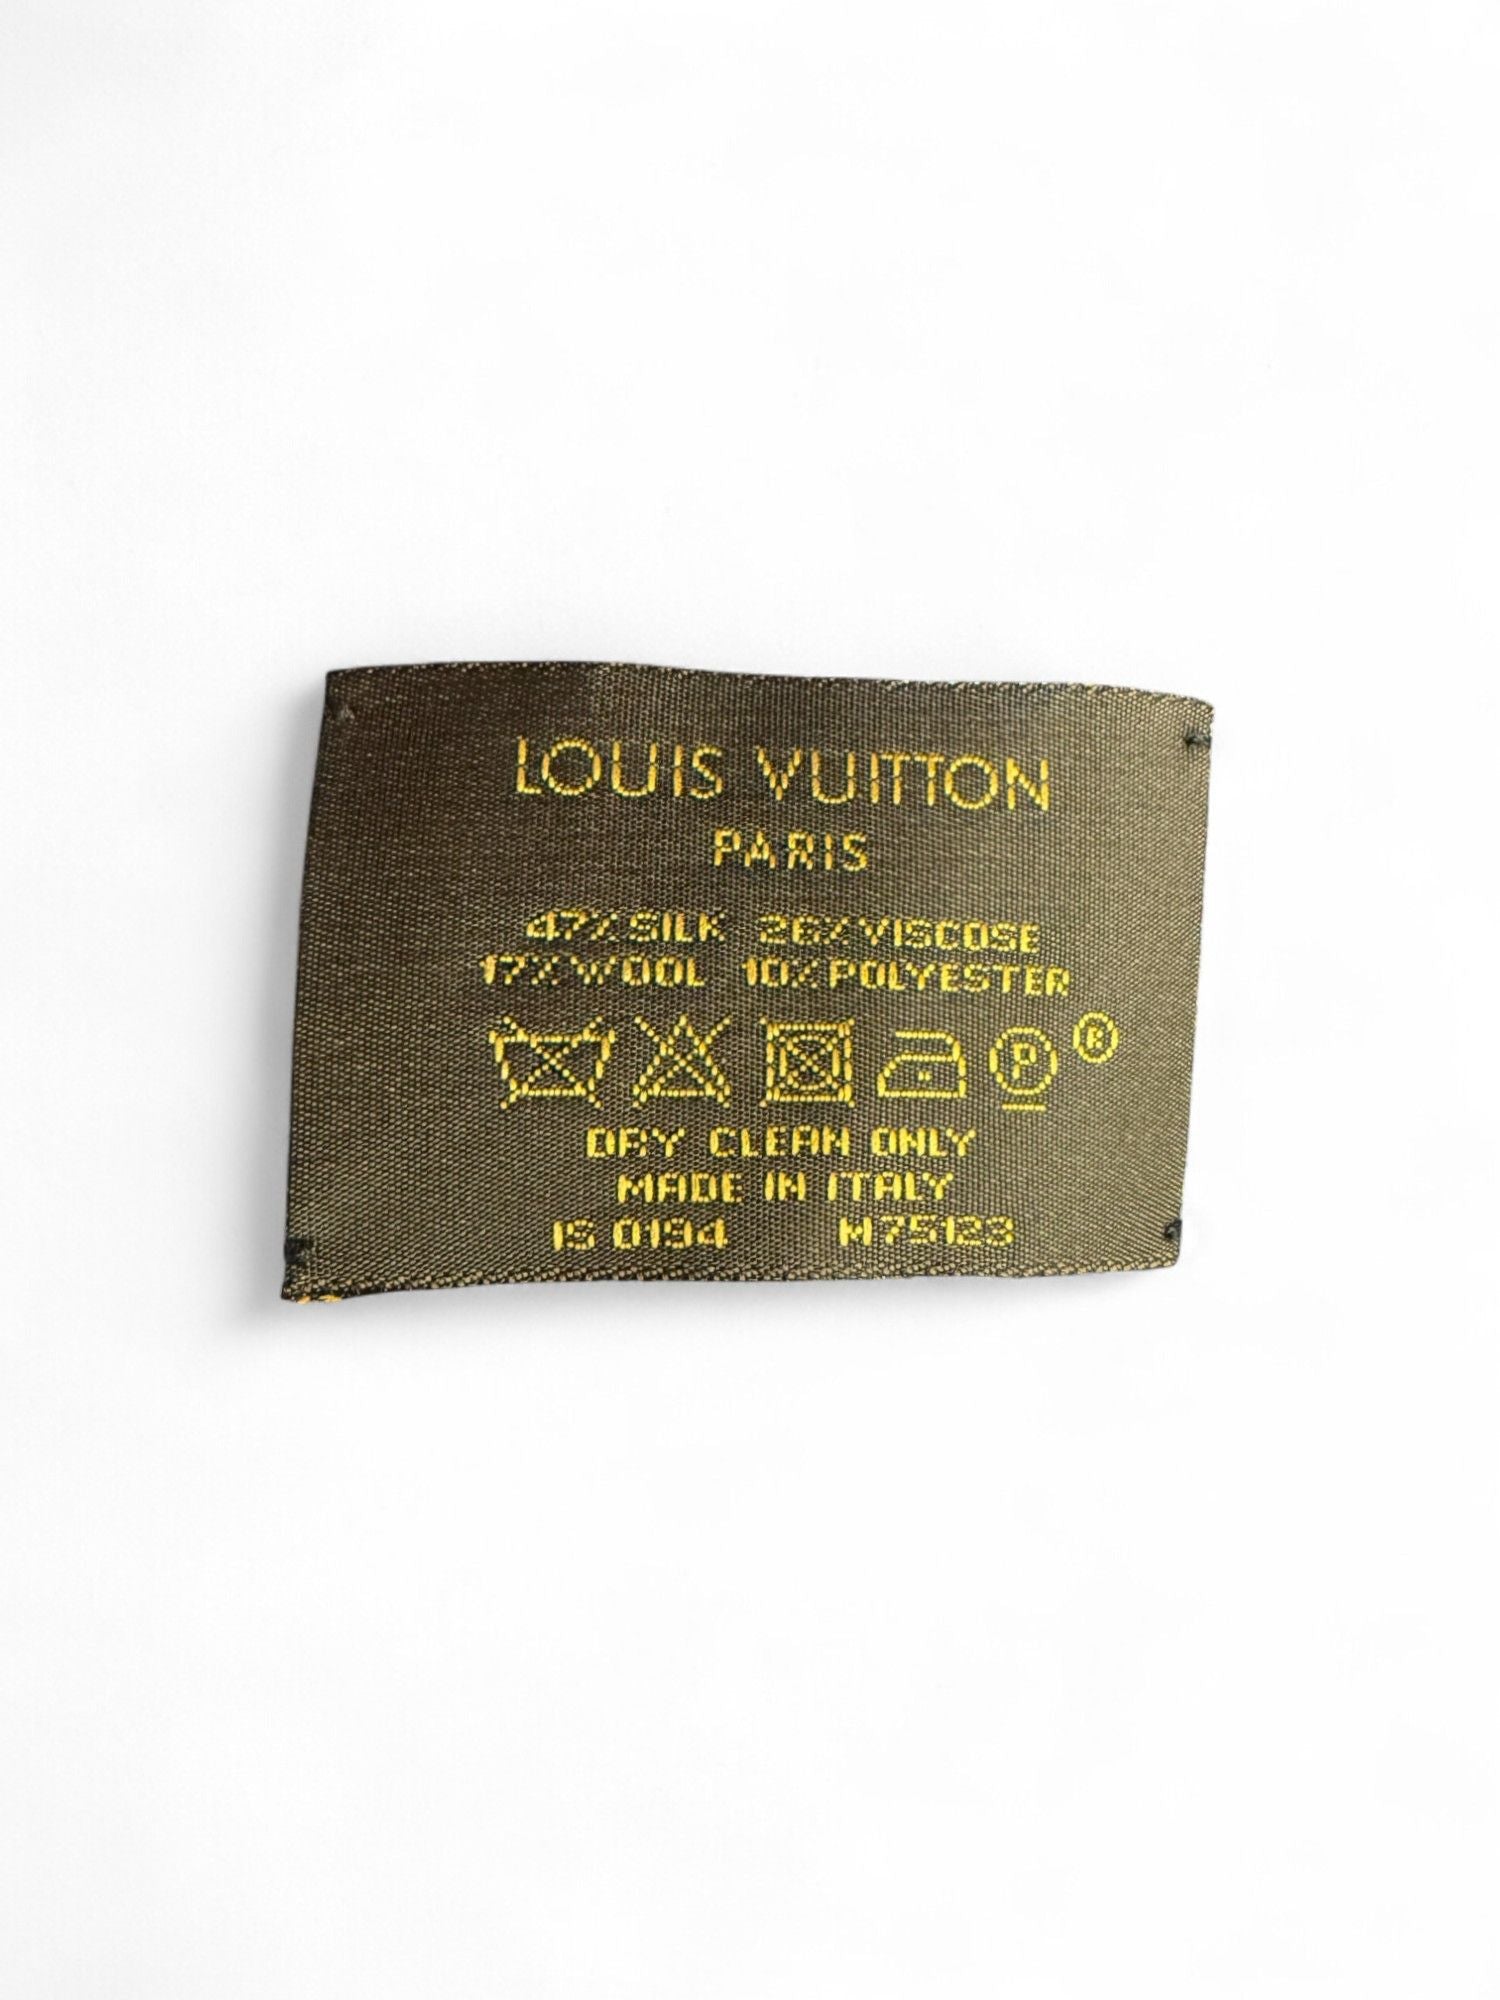 LOUIS VUITTON
PARIS
47% SILK 26% VISCOSE
17% WOOL 10% POLYESTER
P ®
DRY CLEAN ONLY
MADE IN ITALY
IS 0194 M75123